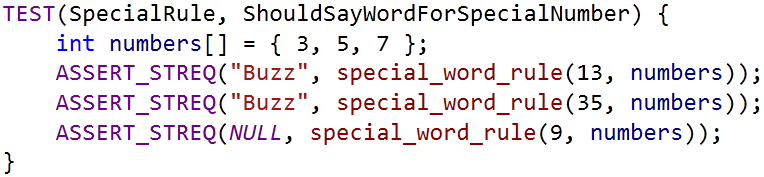 TEST(SpecialRule, ShouldSayWordForSpecialNumber) {
    int numbers[] = { 3, 5, 7 };
    ASSERT_STREQ("Buzz", special_word_rule(13, numbers));
    ASSERT_STREQ("Buzz", special_word_rule(35, numbers));
    ASSERT_STREQ(NULL, special_word_rule(9, numbers));
}